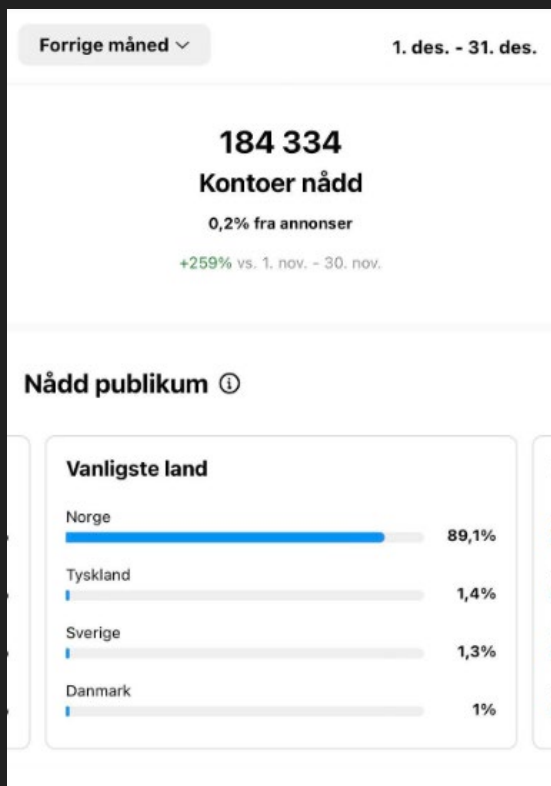 Forrige måned
1. des. - 31. des.
184 334
Kontoer nådd
0,2% fra annonser
+259% vs. 1. nov. - 30. nov.
Nådd publikum
Vanligste land
Norge
89,1%
Tyskland
1,4%
Sverige
1,3%
Danmark
1%